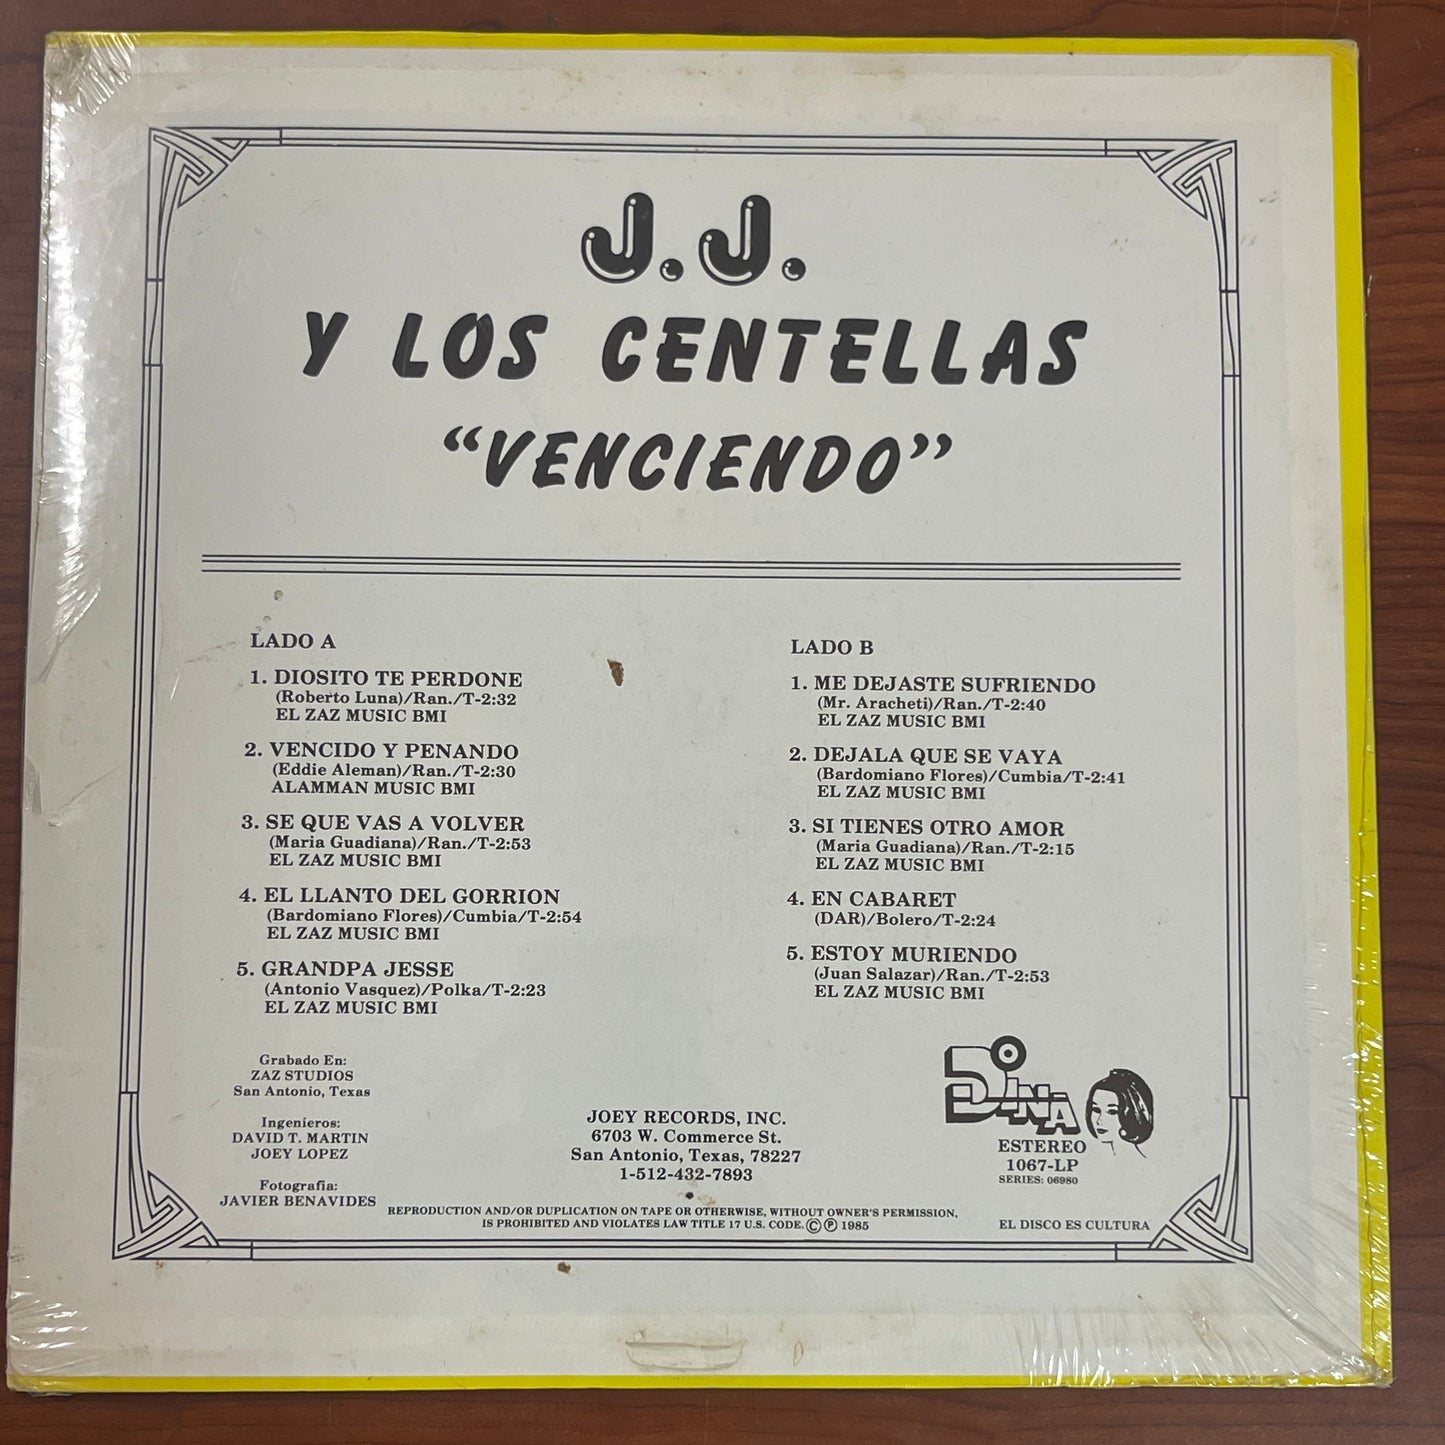 J.J.
Y LOS CENTELLAS
“VENCIENDO”
LADO A
1. DIOSITO TE PERDONE
(Roberto Luna)/Ran./T-2:32
EL ZAZ MUSIC BMI
2. VENCIDO Y PENANDO
(Eddie Aleman)/Ran./T-2:30
ALAMMAN MUSIC BMI
3. SE QUE VAS A VOLVER
(Maria Guadiana)/Ran./T-2:53
EL ZAZ MUSIC BMI
4. EL LLANTO DEL GORRION
(Bardomiano Flores)/Cumbia/T-2:54
EL ZAZ MUSIC BMI
5. GRANDPA JESSE
(Antonio Vasquez)/Polka/T-2:23
EL ZAZ MUSIC BMI
LADO B
1. ME DEJASTE SUFRIENDO
(Mr. Aracheti)/Ran./T-2:40
EL ZAZ MUSIC BMI
2. DEJALA QUE SE VAYA
(Bardomiano Flores)/Cumbia/T-2:41
EL ZAZ MUSIC BMI
3. SI TIENES OTRO AMOR
(Maria Guadiana)/Ran./T-2:15
EL ZAZ MUSIC BMI
4. EN CABARET
(DAR)/Bolero/T-2:24
5. ESTOY MURIENDO
(Juan Salazar)/Ran./T-2:53
EL ZAZ MUSIC BMI
Grabado En:
ZAZ STUDIOS
San Antonio, Texas
Ingenieros:
DAVID T. MARTIN
JOEY LOPEZ
Fotografia:
JAVIER BENAVIDES
JOEY RECORDS, INC.
6703 W. Commerce St.
San Antonio, Texas, 78227
1-512-432-7893
REPRODUCTION AND/OR DUPLICATION ON TAPE OR OTHERWISE, WITHOUT OWNER'S PERMISSION,
IS PROHIBITED AND VIOLATES LAW TITLE 17 U.S. CODE. © ℗ 1985
DINA
ESTEREO
1067-LP
SERIES: 06980
EL DISCO ES CULTURA